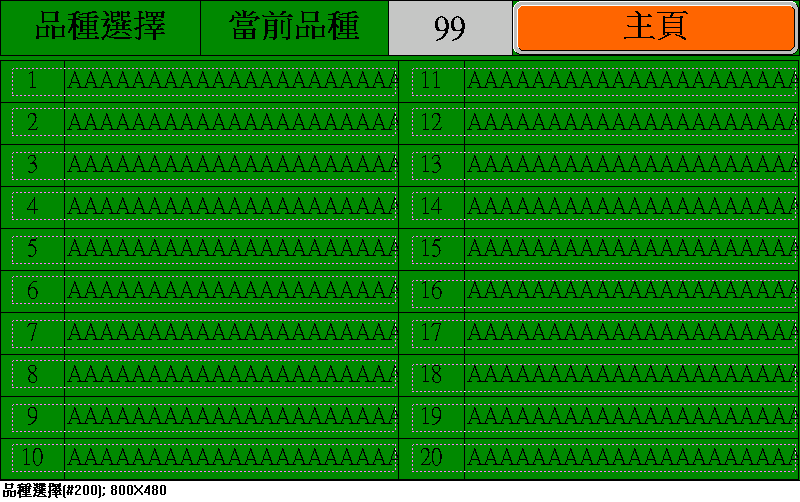 品種選擇 當前品種 99 主頁
1 AAAAAAAAAAAAAAAAAAAAA 11 AAAAAAAAAAAAAAAAAAAAA
2 AAAAAAAAAAAAAAAAAAAAA 12 AAAAAAAAAAAAAAAAAAAAA
3 AAAAAAAAAAAAAAAAAAAAA 13 AAAAAAAAAAAAAAAAAAAAA
4 AAAAAAAAAAAAAAAAAAAAA 14 AAAAAAAAAAAAAAAAAAAAA
5 AAAAAAAAAAAAAAAAAAAAA 15 AAAAAAAAAAAAAAAAAAAAA
6 AAAAAAAAAAAAAAAAAAAAA 16 AAAAAAAAAAAAAAAAAAAAA
7 AAAAAAAAAAAAAAAAAAAAA 17 AAAAAAAAAAAAAAAAAAAAA
8 AAAAAAAAAAAAAAAAAAAAA 18 AAAAAAAAAAAAAAAAAAAAA
9 AAAAAAAAAAAAAAAAAAAAA 19 AAAAAAAAAAAAAAAAAAAAA
10 AAAAAAAAAAAAAAAAAAAAA 20 AAAAAAAAAAAAAAAAAAAAA
品種選擇(#200); 800X480